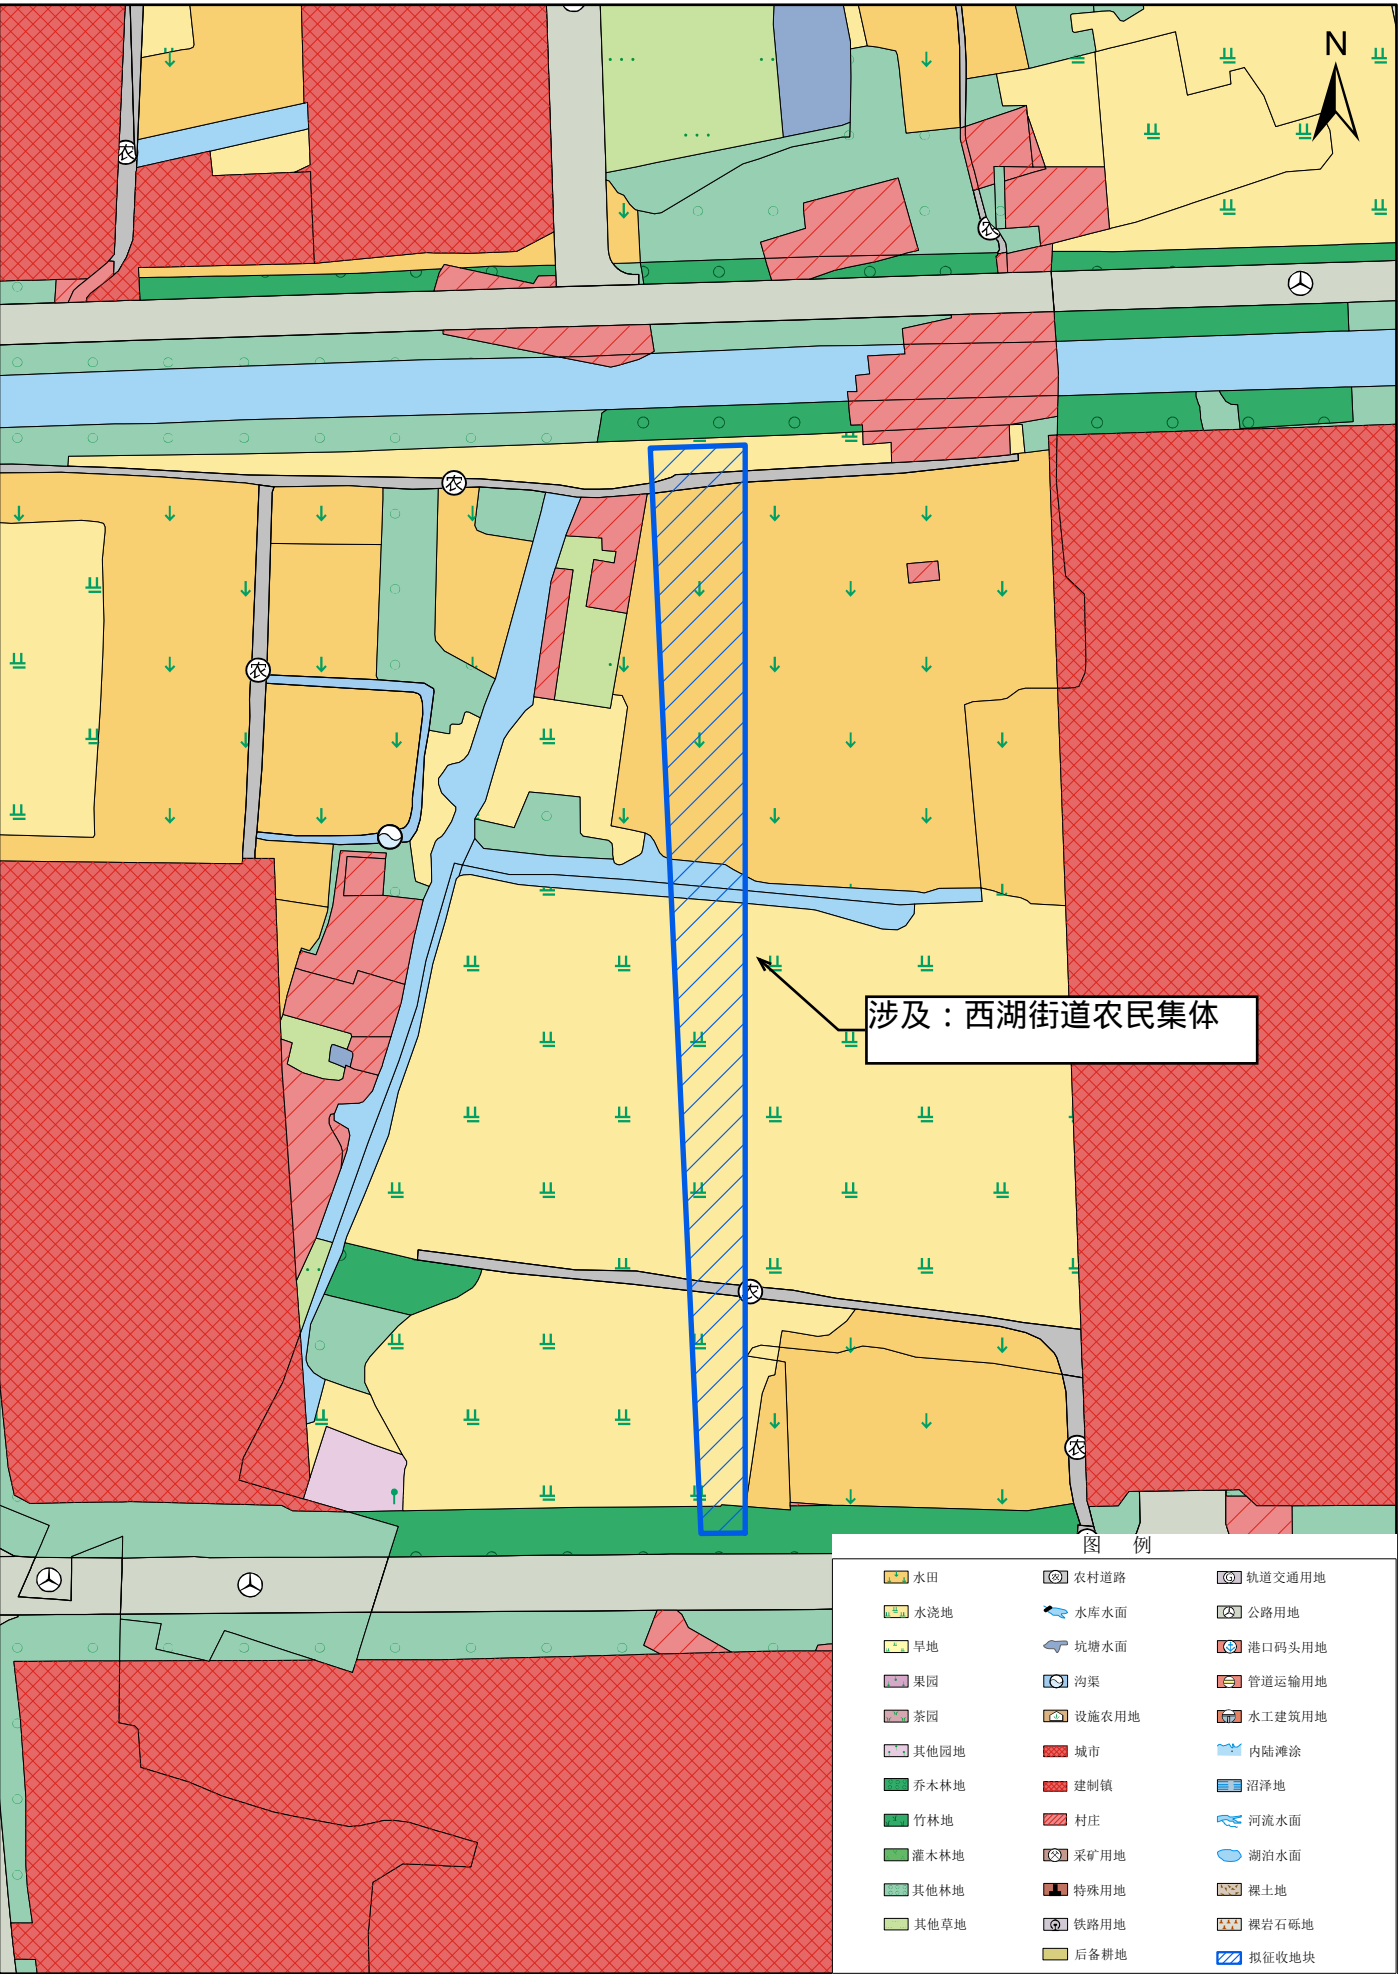 N
农
农
农
农
农
涉及：西湖街道农民集体
农
农
图 例
水田
农村道路
轨道交通用地
水浇地
水库水面
公路用地
旱地
坑塘水面
港口码头用地
果园
沟渠
管道运输用地
茶园
设施农用地
水工建筑用地
其他园地
城市
内陆滩涂
乔木林地
建制镇
沼泽地
竹林地
村庄
河流水面
灌木林地
采矿用地
湖泊水面
其他林地
特殊用地
裸土地
其他草地
铁路用地
裸岩石砾地
后备耕地
拟征收地块